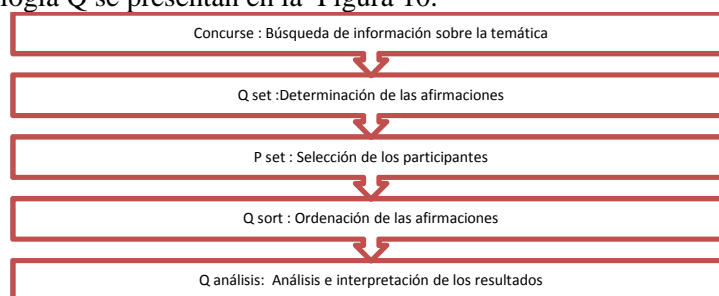 logía Q se presentan en la Figura 10.
Concurse : Búsqueda de información sobre la temática
Q set :Determinación de las afirmaciones
P set : Selección de los participantes
Q sort : Ordenación de las afirmaciones
Q análisis: Análisis e interpretación de los resultados